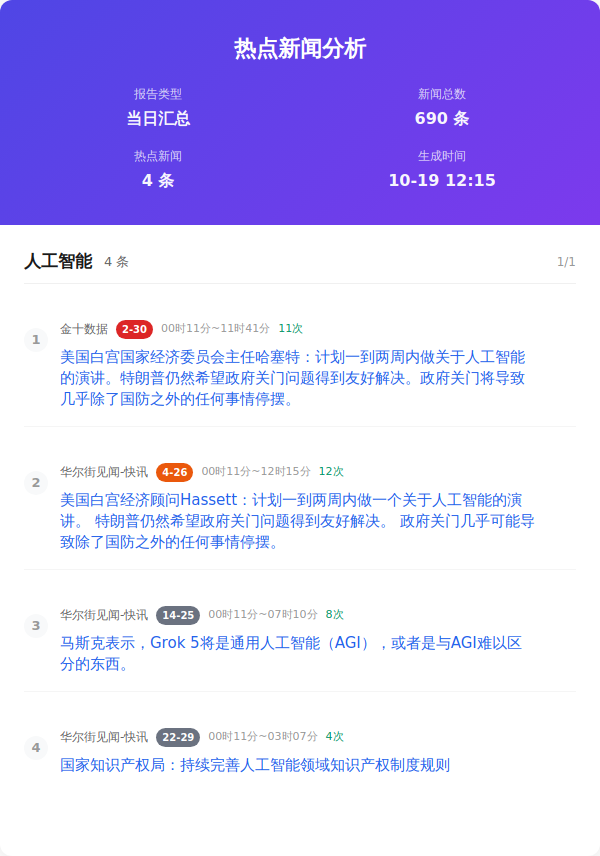 热点新闻分析
报告类型
新闻总数
当日汇总
690 条
热点新闻
生成时间
4 条
10-19 12:15
人工智能 4 条
1/1
1
金十数据 2-30 00时11分~11时41分 11次
美国白宫国家经济委员会主任哈塞特：计划一到两周内做关于人工智能
的演讲。特朗普仍然希望政府关门问题得到友好解决。政府关门将导致
几乎除了国防之外的任何事情停摆。
2
华尔街见闻-快讯 4-26 00时11分~12时15分 12次
美国白宫经济顾问Hassett：计划一到两周内做一个关于人工智能的演
讲。 特朗普仍然希望政府关门问题得到友好解决。 政府关门几乎可能导
致除了国防之外的任何事情停摆。
3
华尔街见闻-快讯 14-25 00时11分~07时10分 8次
马斯克表示，Grok 5将是通用人工智能（AGI），或者是与AGI难以区
分的东西。
4
华尔街见闻-快讯 22-29 00时11分~03时07分 4次
国家知识产权局：持续完善人工智能领域知识产权制度规则